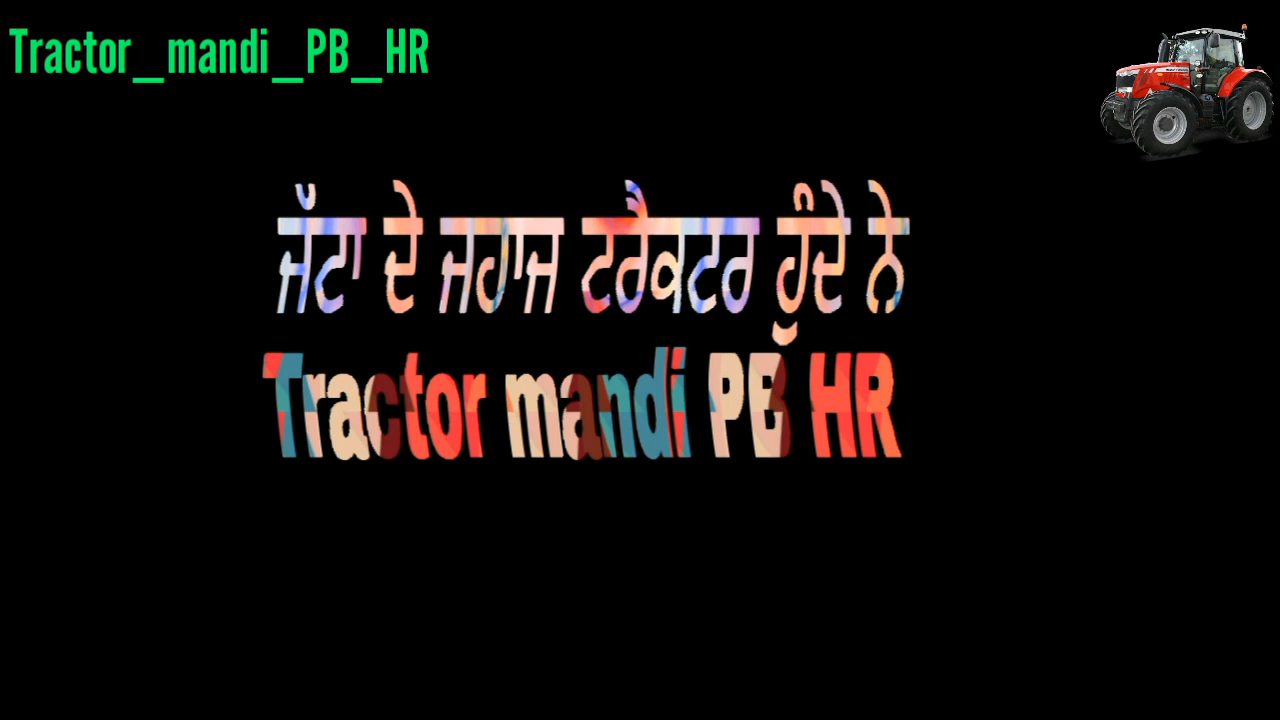 Tractor_mandi_PB_HR
ਜੱਟਾ ਦੇ ਜਹਾਜ ਟਰੈਕਟਰ ਹੁੰਦੇ ਨੇ
Tractor mandi PB HR